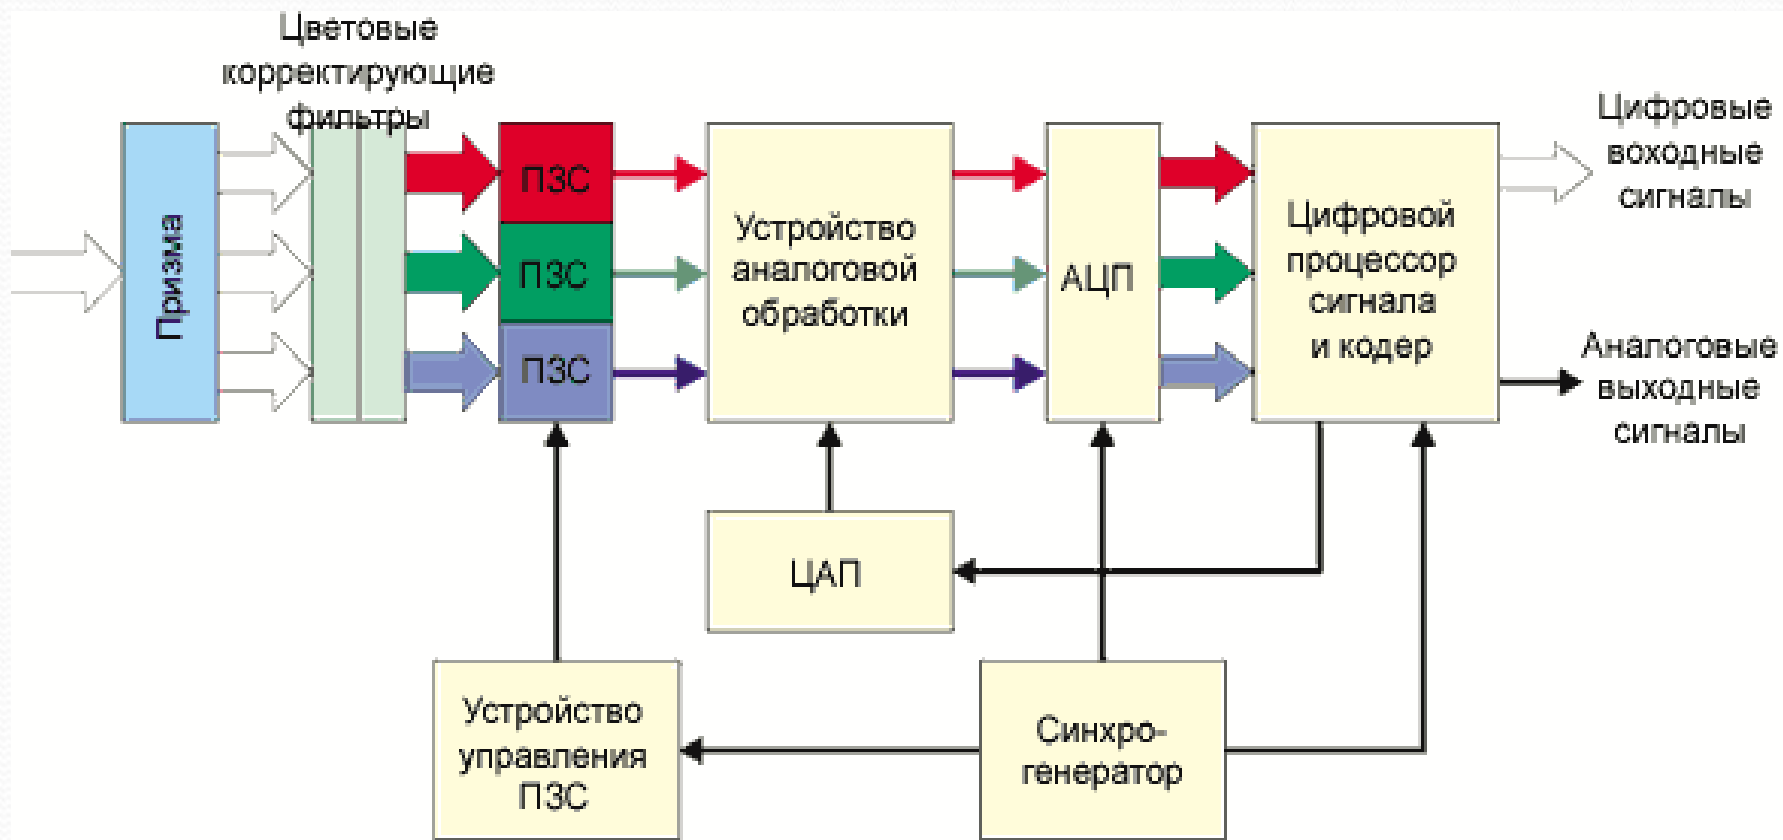 Цветовые
корректирующие
фильтры
Призма
ПЗС
ПЗС
ПЗС
Устройство
аналоговой
обработки
АЦП
Цифровой
процессор
сигнала
и кодер
Цифровые
воходные
сигналы
Аналоговые
выходные
сигналы
ЦАП
Устройство
управления
ПЗС
Синхро-
генератор